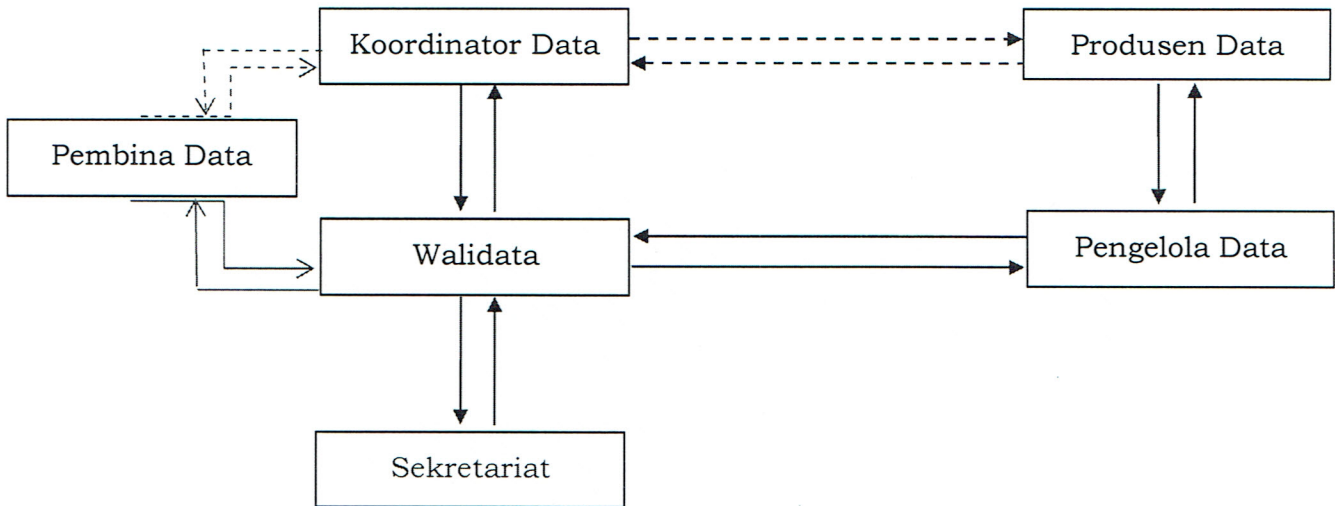 Koordinator Data
Produsen Data
Pembina Data
Walidata
Pengelola Data
Sekretariat